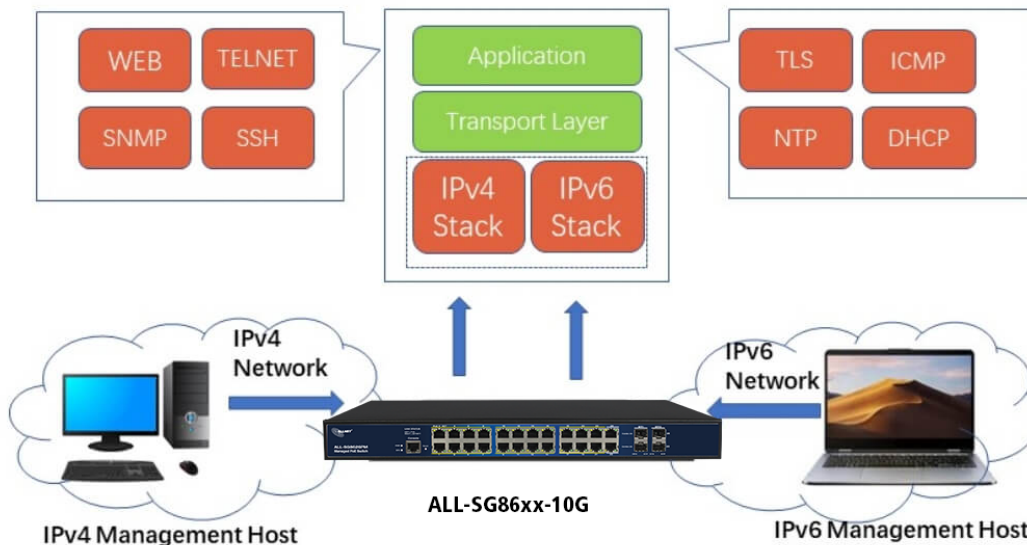 WEB
TELNET
SNMP
SSH
Application
Transport Layer
IPv4
Stack
IPv6
Stack
TLS
ICMP
NTP
DHCP
IPv4
Network
IPv6
Network
ALL-SG86xx-10G
IPv4 Management Host
IPv6 Management Host